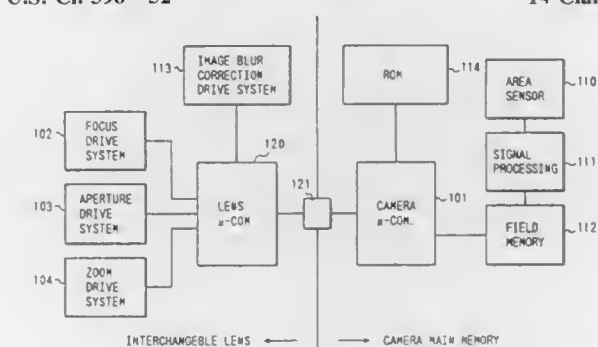 U.S. Cl. 396—52
14 Clai
113
IMAGE BLUR
CORRECTION
DRIVE SYSTEM
ROM
114
AREA
SENSOR
110
102
FOCUS
DRIVE
SYSTEM
120
SIGNAL
PROCESSING
111
103
APERTURE
DRIVE
SYSTEM
LENS
μ-COM
121
CAMERA
μ-COM.
101
FIELD
MEMORY
112
104
ZOOM
DRIVE
SYSTEM
INTERCHANGEBLE LENS
CAMERA MAIN MEMORY